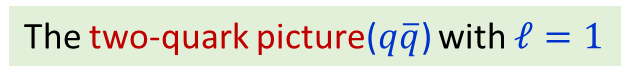 The two-quark picture(qq̄) with ℓ = 1